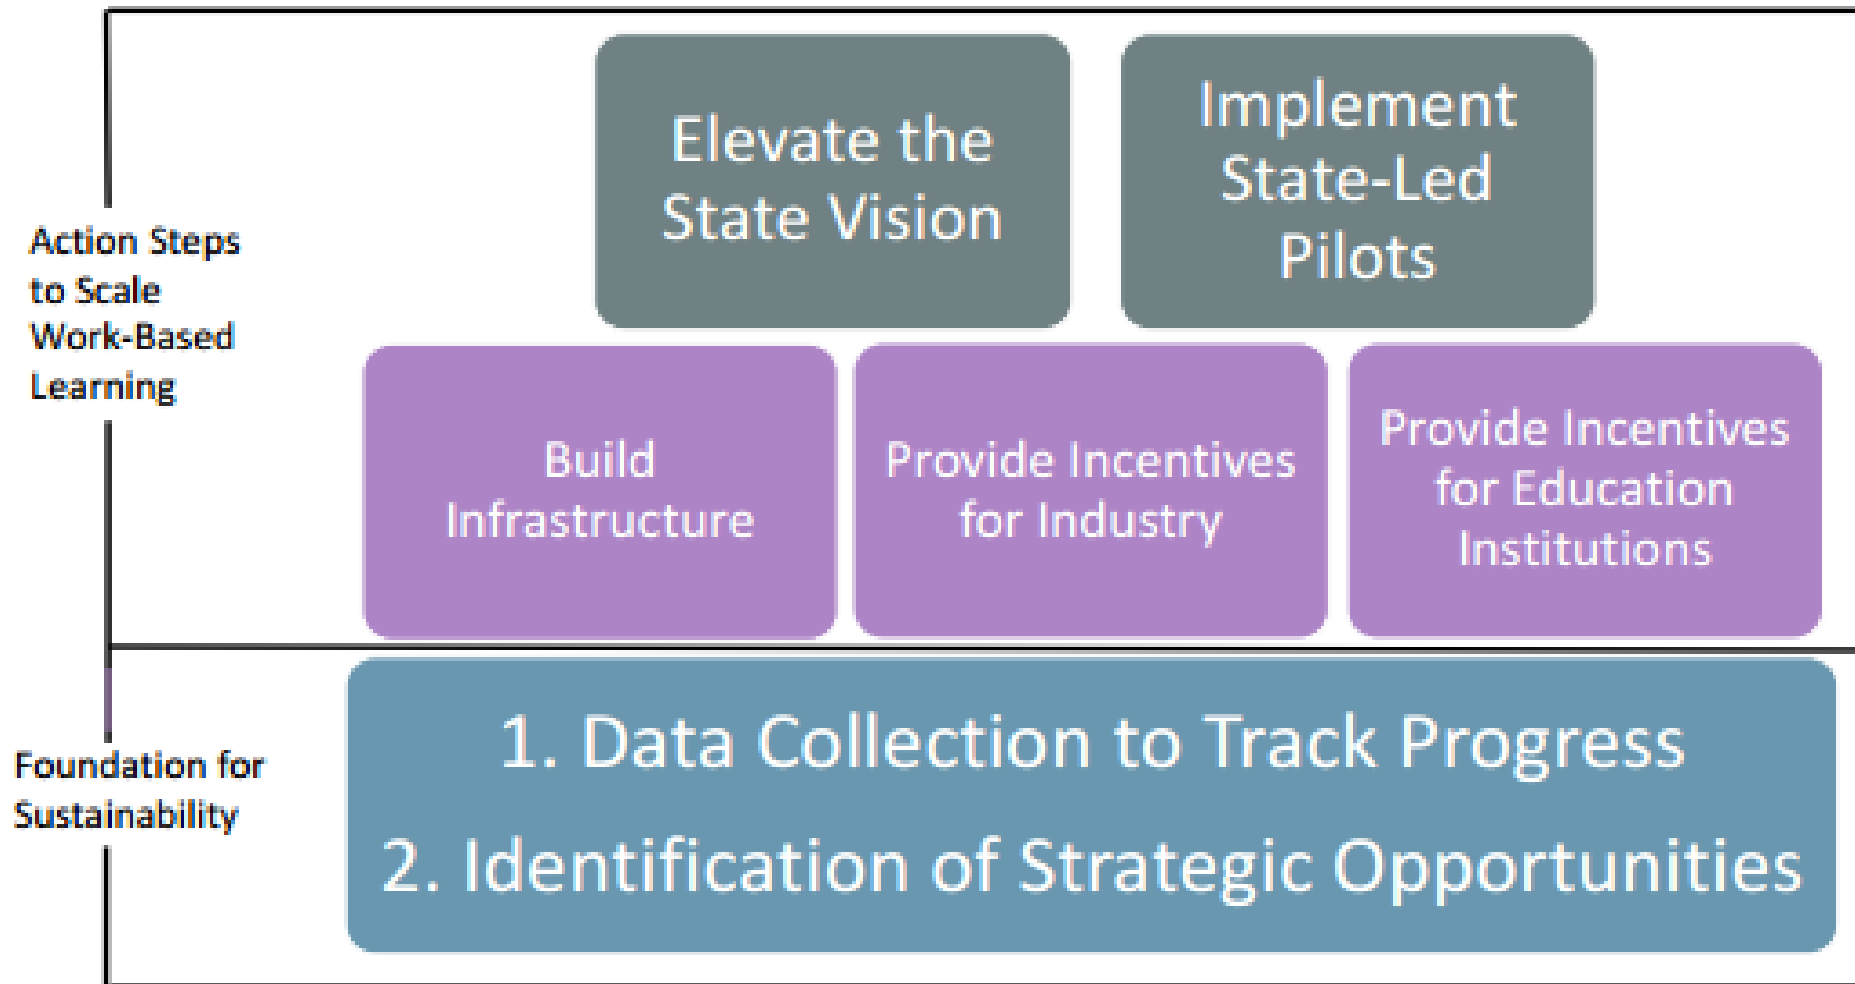 Elevate the
State Vision
Implement
State-Led
Pilots
Action Steps
to Scale
Work-Based
Learning
Build
Infrastructure
Provide Incentives
for Industry
Provide Incentives
for Education
Institutions
Foundation for
Sustainability
1. Data Collection to Track Progress
2. Identification of Strategic Opportunities